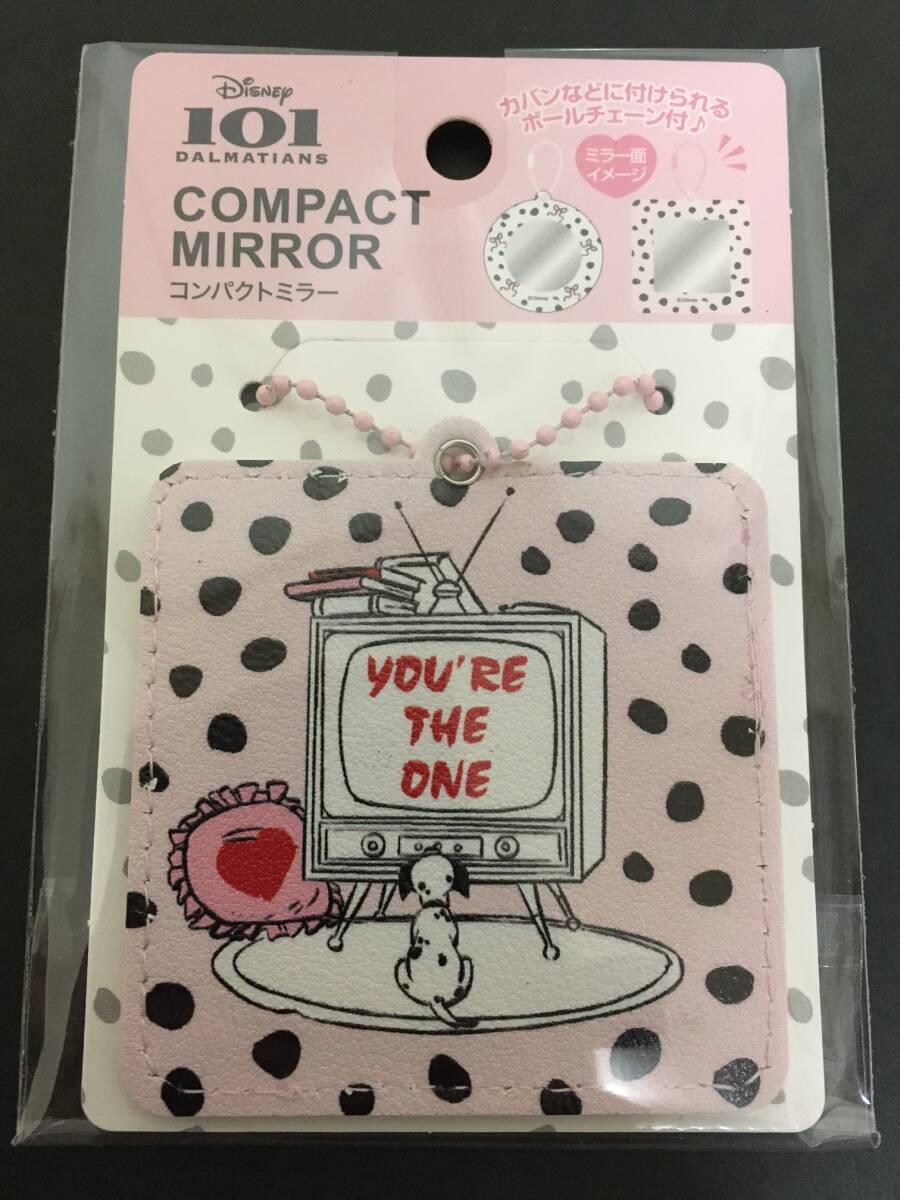 Disney
101
DALMATIANS
COMPACT
MIRROR
コンパクトミラー
カバンなどに付けられる
ボールチェーン付♪
ミラー面
イメージ
©Disney
©Disney
YOU'RE
THE
ONE